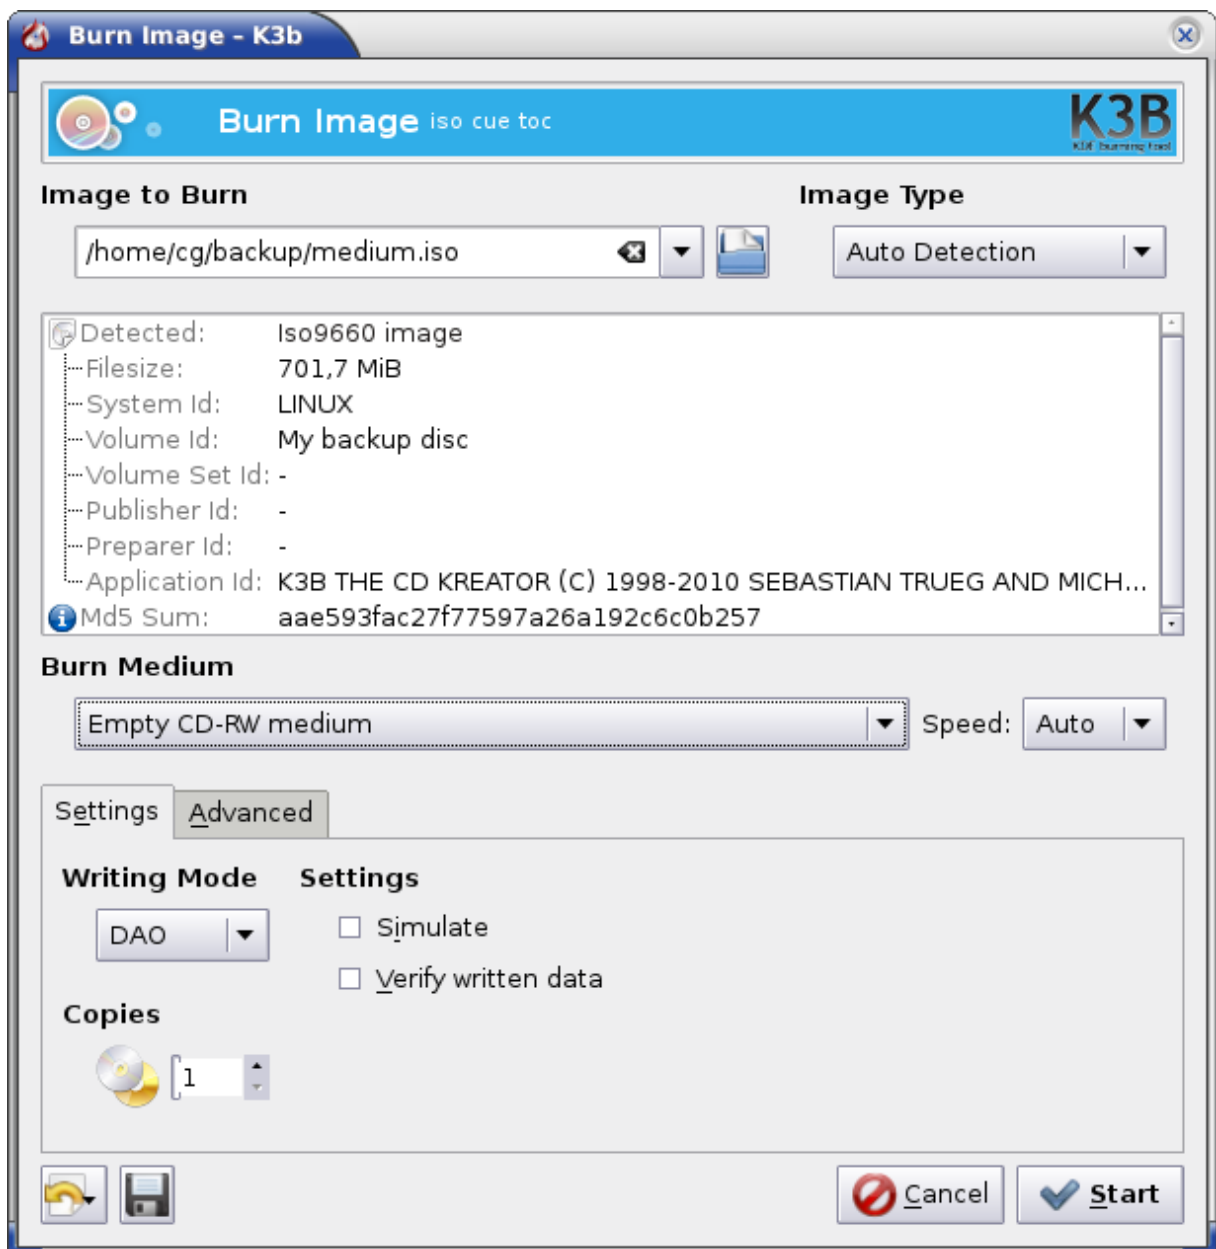 Burn Image – K3b
Burn Image iso cue toc
K3B
KDE burning tool
Image to Burn
Image Type
/home/cg/backup/medium.iso
Auto Detection
Detected: Iso9660 image
Filesize: 701,7 MiB
System Id: LINUX
Volume Id: My backup disc
Volume Set Id: -
Publisher Id: -
Preparer Id: -
Application Id: K3B THE CD KREATOR (C) 1998-2010 SEBASTIAN TRUEG AND MICH...
Md5 Sum: aae593fac27f77597a26a192c6c0b257
Burn Medium
Empty CD-RW medium
Speed: Auto
Settings
Advanced
Writing Mode
Settings
DAO
Simulate
Verify written data
Copies
1
Cancel
Start